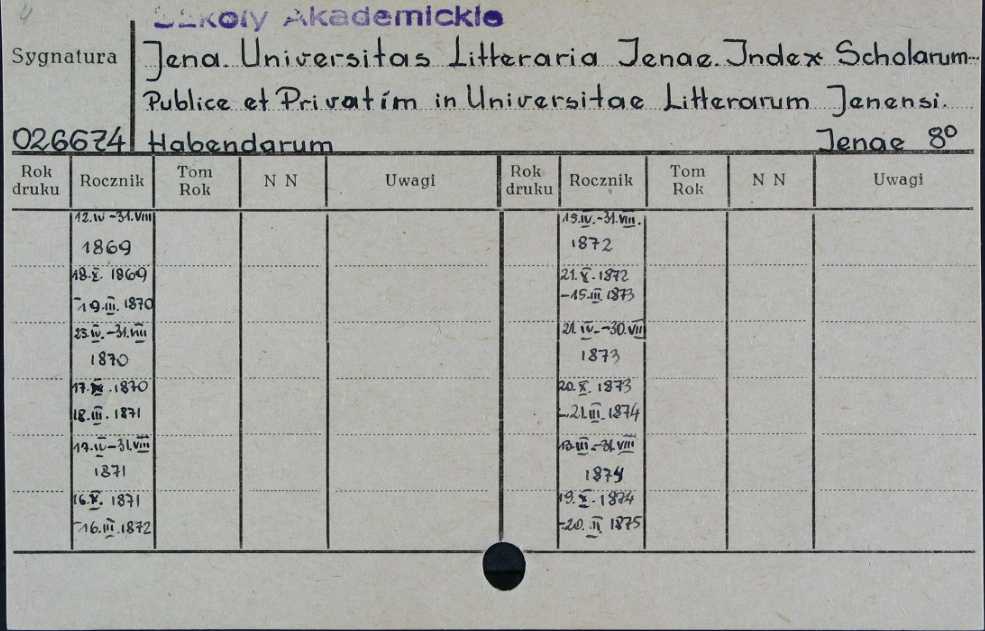 Szkoły Akademickie
Sygnatura
Jena. Universitas Litteraria Jenae. Index Scholarum
Publice et Privatim in Universitae Litterarum Jenensi.
026674 Habendarum Jenae 8º
Rok druku Rocznik Tom Rok N N Uwagi Rok druku Rocznik Tom Rok N N Uwagi
12.IV-31.VIII
1869
18.X. 1869
-19.III.1870
23.IV.-31.VIII
1870
17.X.1870
18.III.1871
17.IV-31.VIII
1871
16.X. 1871
-16.III.1872
19.IV.-31.VIII.
1872
21.X.1872
-15.III.1873
21.IV.-30.VII
1873
20.X. 1873
-21.III.1874
13.III.-31.VIII
1874
19.X.1874
-20.II 1875